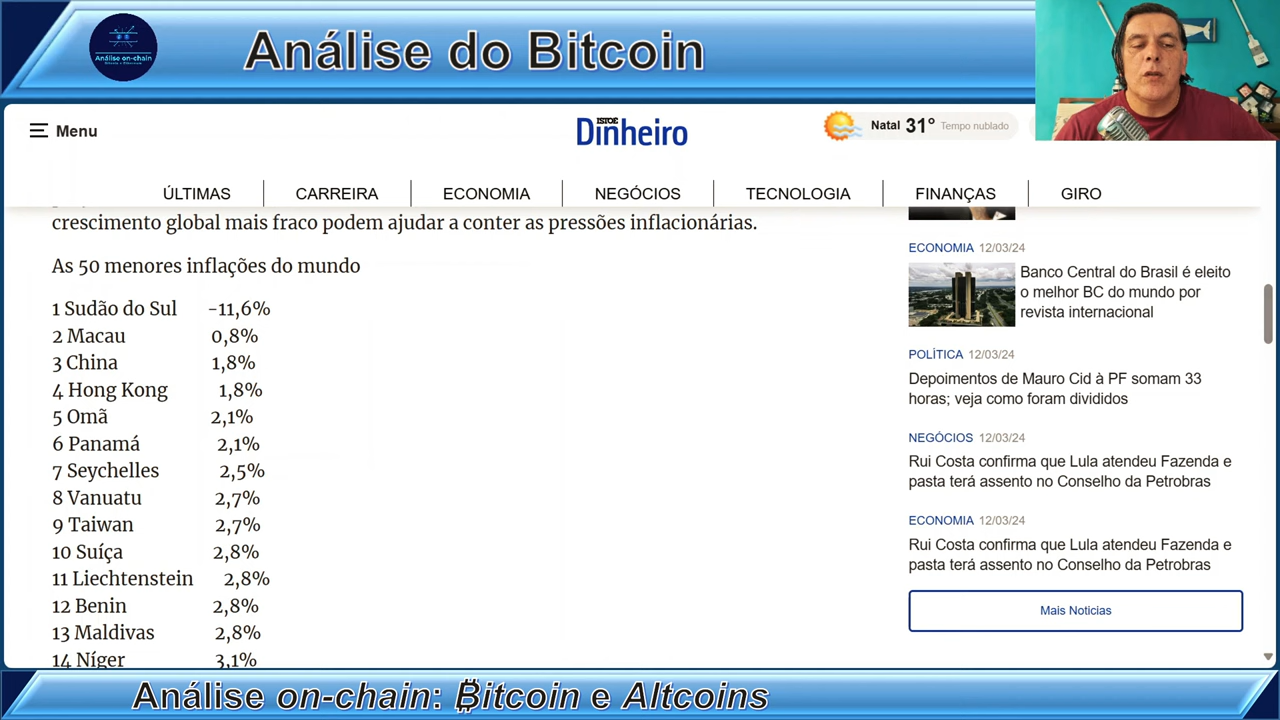 Análise on-chain
Bitcoin e Altcoins
Análise do Bitcoin
Menu
ISTOÉ
Dinheiro
Natal 31° Tempo nublado
ÚLTIMAS
CARREIRA
ECONOMIA
NEGÓCIOS
TECNOLOGIA
FINANÇAS
GIRO
crescimento global mais fraco podem ajudar a conter as pressões inflacionárias.
As 50 menores inflações do mundo
1 Sudão do Sul -11,6%
2 Macau 0,8%
3 China 1,8%
4 Hong Kong 1,8%
5 Omã 2,1%
6 Panamá 2,1%
7 Seychelles 2,5%
8 Vanuatu 2,7%
9 Taiwan 2,7%
10 Suíça 2,8%
11 Liechtenstein 2,8%
12 Benin 2,8%
13 Maldivas 2,8%
14 Níger 3,1%
ECONOMIA 12/03/24
Banco Central do Brasil é eleito
o melhor BC do mundo por
revista internacional
POLÍTICA 12/03/24
Depoimentos de Mauro Cid à PF somam 33
horas; veja como foram divididos
NEGÓCIOS 12/03/24
Rui Costa confirma que Lula atendeu Fazenda e
pasta terá assento no Conselho da Petrobras
ECONOMIA 12/03/24
Rui Costa confirma que Lula atendeu Fazenda e
pasta terá assento no Conselho da Petrobras
Mais Noticias
Análise on-chain: ₿itcoin e Altcoins